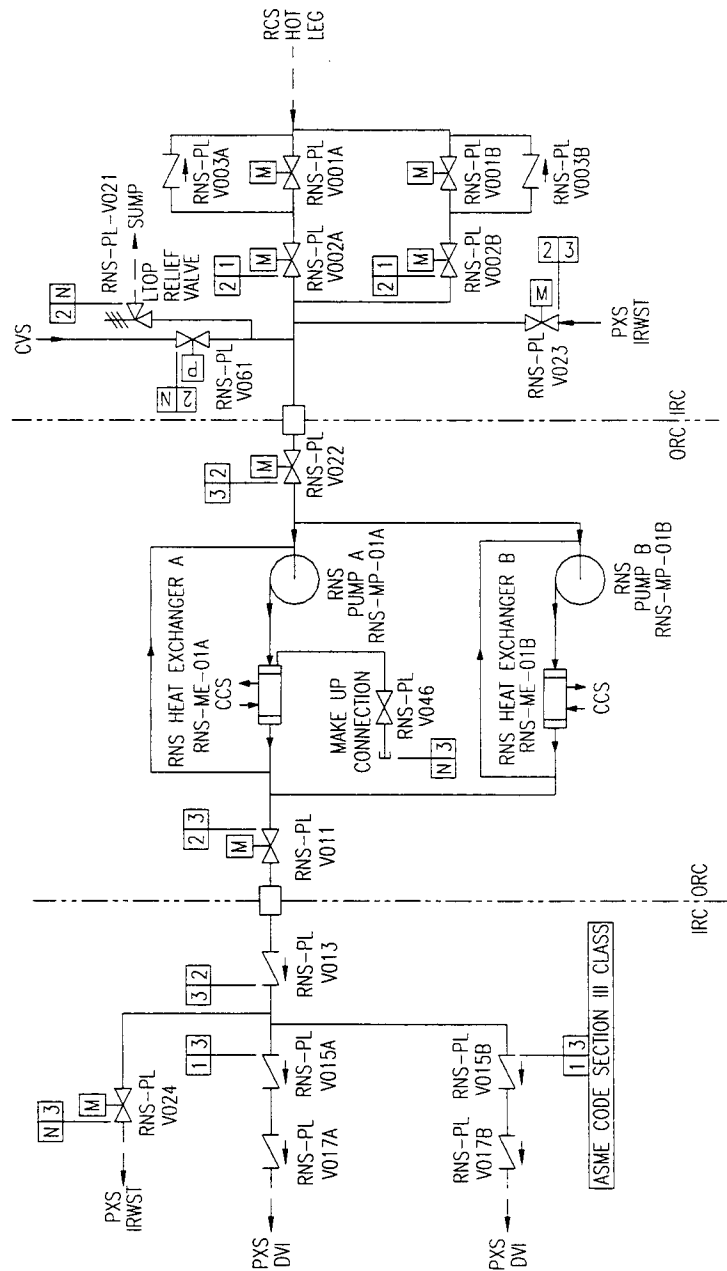 RCS
HOT
LEG
RNS-PL
V003A
M
RNS-PL
V001A
M
RNS-PL
V001B
RNS-PL
V003B
RNS-PL-V021
SUMP
2 N
LTOP
RELIEF
VALVE
2 1
M
RNS-PL
V002A
2 1
M
RNS-PL
V002B
CVS
N 2
a
RNS-PL
V061
2 3
M
RNS-PL
V023
PXS
IRWST
ORC IRC
3 2
M
RNS-PL
V022
RNS
PUMP A
RNS-MP-01A
RNS
PUMP B
RNS-MP-01B
RNS HEAT EXCHANGER A
RNS-ME-01A
CCS
MAKE UP
CONNECTION
RNS-PL
V046
N 3
RNS HEAT EXCHANGER B
RNS-ME-01B
CCS
2 3
M
RNS-PL
V011
IRC ORC
3 2
RNS-PL
V013
N 3
M
RNS-PL
V024
PXS
IRWST
1 3
RNS-PL
V015A
RNS-PL
V017A
PXS
DVI
RNS-PL
V015B
1 3
RNS-PL
V017B
PXS
DVI
ASME CODE SECTION III CLASS